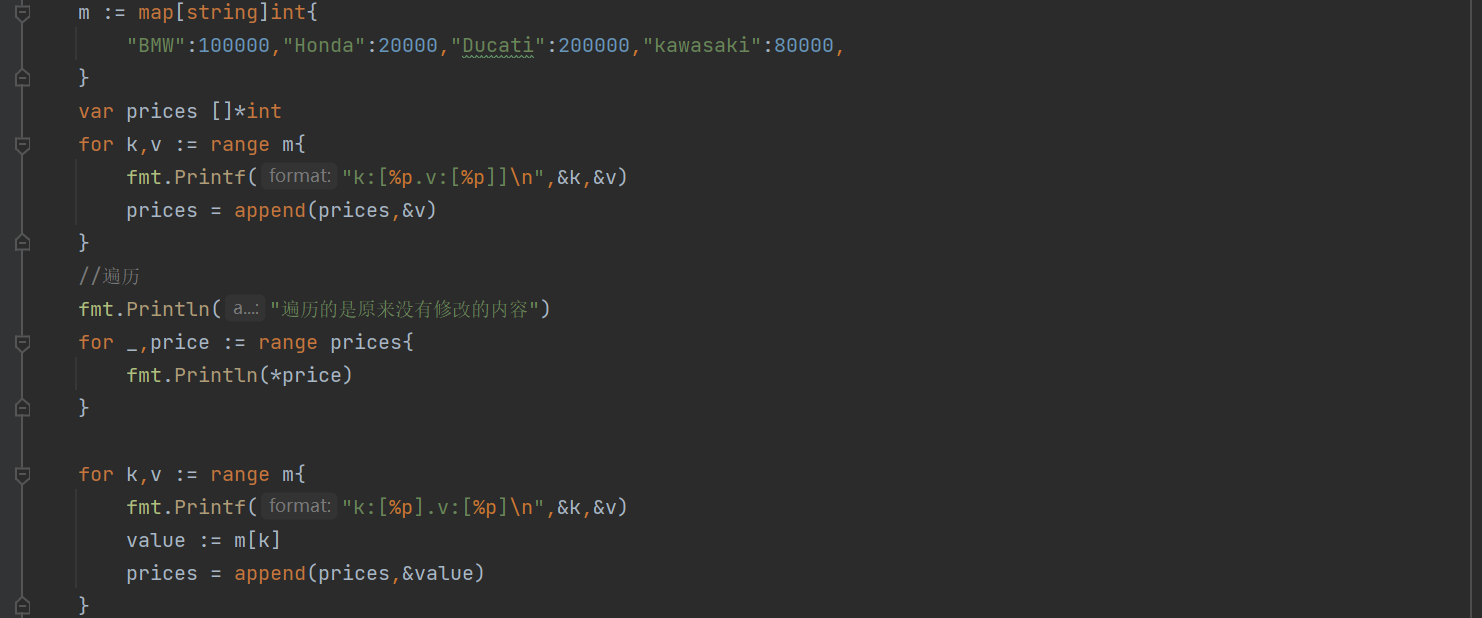 m := map[string]int{
"BMW":100000,"Honda":20000,"Ducati":200000,"kawasaki":80000,
}
var prices []*int
for k,v := range m{
fmt.Printf( format: "k:[%p.v:[%p]]\n",&k,&v)
prices = append(prices,&v)
}
//遍历
fmt.Println( a...: "遍历的是原来没有修改的内容")
for _,price := range prices{
fmt.Println(*price)
}
for k,v := range m{
fmt.Printf( format: "k:[%p].v:[%p]\n",&k,&v)
value := m[k]
prices = append(prices,&value)
}